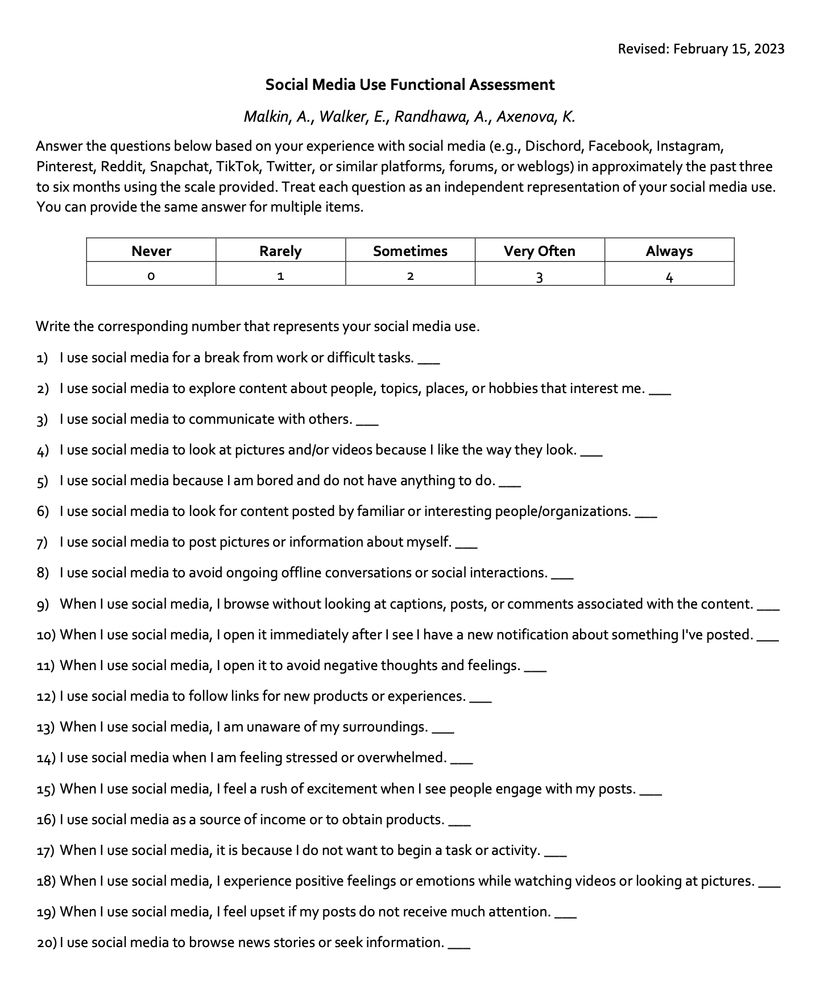 Revised: February 15, 2023
Social Media Use Functional Assessment
Malkin, A., Walker, E., Randhawa, A., Axenova, K.
Answer the questions below based on your experience with social media (e.g., Dischord, Facebook, Instagram,
Pinterest, Reddit, Snapchat, TikTok, Twitter, or similar platforms, forums, or weblogs) in approximately the past three
to six months using the scale provided. Treat each question as an independent representation of your social media use.
You can provide the same answer for multiple items.
Never Rarely Sometimes Very Often Always
0 1 2 3 4
Write the corresponding number that represents your social media use.
1) I use social media for a break from work or difficult tasks. ___
2) I use social media to explore content about people, topics, places, or hobbies that interest me. ___
3) I use social media to communicate with others. ___
4) I use social media to look at pictures and/or videos because I like the way they look. ___
5) I use social media because I am bored and do not have anything to do. ___
6) I use social media to look for content posted by familiar or interesting people/organizations. ___
7) I use social media to post pictures or information about myself. ___
8) I use social media to avoid ongoing offline conversations or social interactions. ___
9) When I use social media, I browse without looking at captions, posts, or comments associated with the content. ___
10) When I use social media, I open it immediately after I see I have a new notification about something I've posted. ___
11) When I use social media, I open it to avoid negative thoughts and feelings. ___
12) I use social media to follow links for new products or experiences. ___
13) When I use social media, I am unaware of my surroundings. ___
14) I use social media when I am feeling stressed or overwhelmed. ___
15) When I use social media, I feel a rush of excitement when I see people engage with my posts. ___
16) I use social media as a source of income or to obtain products. ___
17) When I use social media, it is because I do not want to begin a task or activity. ___
18) When I use social media, I experience positive feelings or emotions while watching videos or looking at pictures. ___
19) When I use social media, I feel upset if my posts do not receive much attention. ___
20) I use social media to browse news stories or seek information. ___